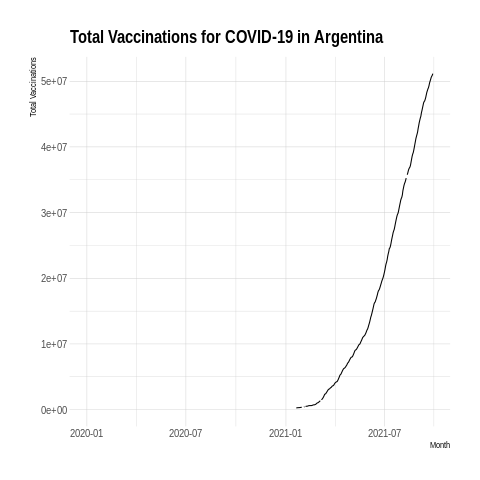 Total Vaccinations for COVID-19 in Argentina
Total Vaccinations
5e+07
4e+07
3e+07
2e+07
1e+07
0e+00
2020-01
2020-07
2021-01
2021-07
Month